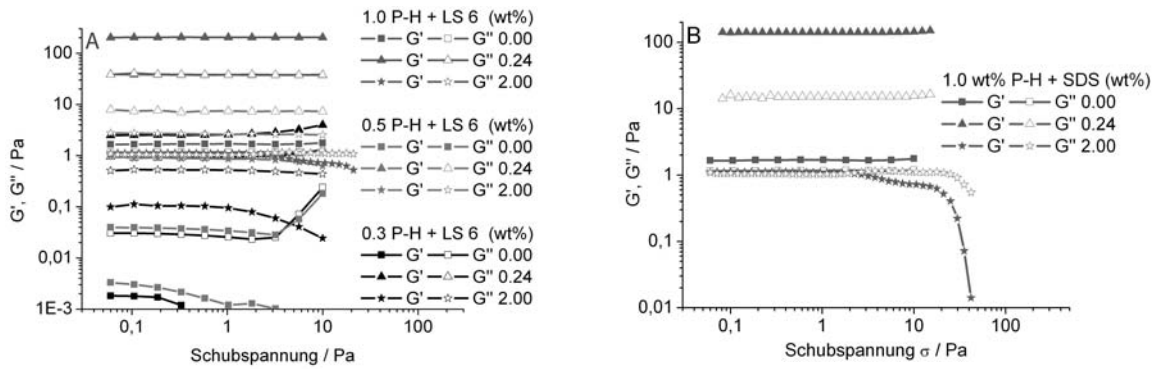 A
1.0 P-H + LS 6 (wt%)
G' G'' 0.00
G' G'' 0.24
G' G'' 2.00
0.5 P-H + LS 6 (wt%)
G' G'' 0.00
G' G'' 0.24
G' G'' 2.00
0.3 P-H + LS 6 (wt%)
G' G'' 0.00
G' G'' 0.24
G' G'' 2.00
G', G'' / Pa
100
10
1
0,1
0,01
1E-3
0,1 1 10 100
Schubspannung / Pa
B
1.0 wt% P-H + SDS (wt%)
G' G'' 0.00
G' G'' 0.24
G' G'' 2.00
G', G'' / Pa
100
10
1
0,1
0,01
0,1 1 10 100
Schubspannung σ / Pa